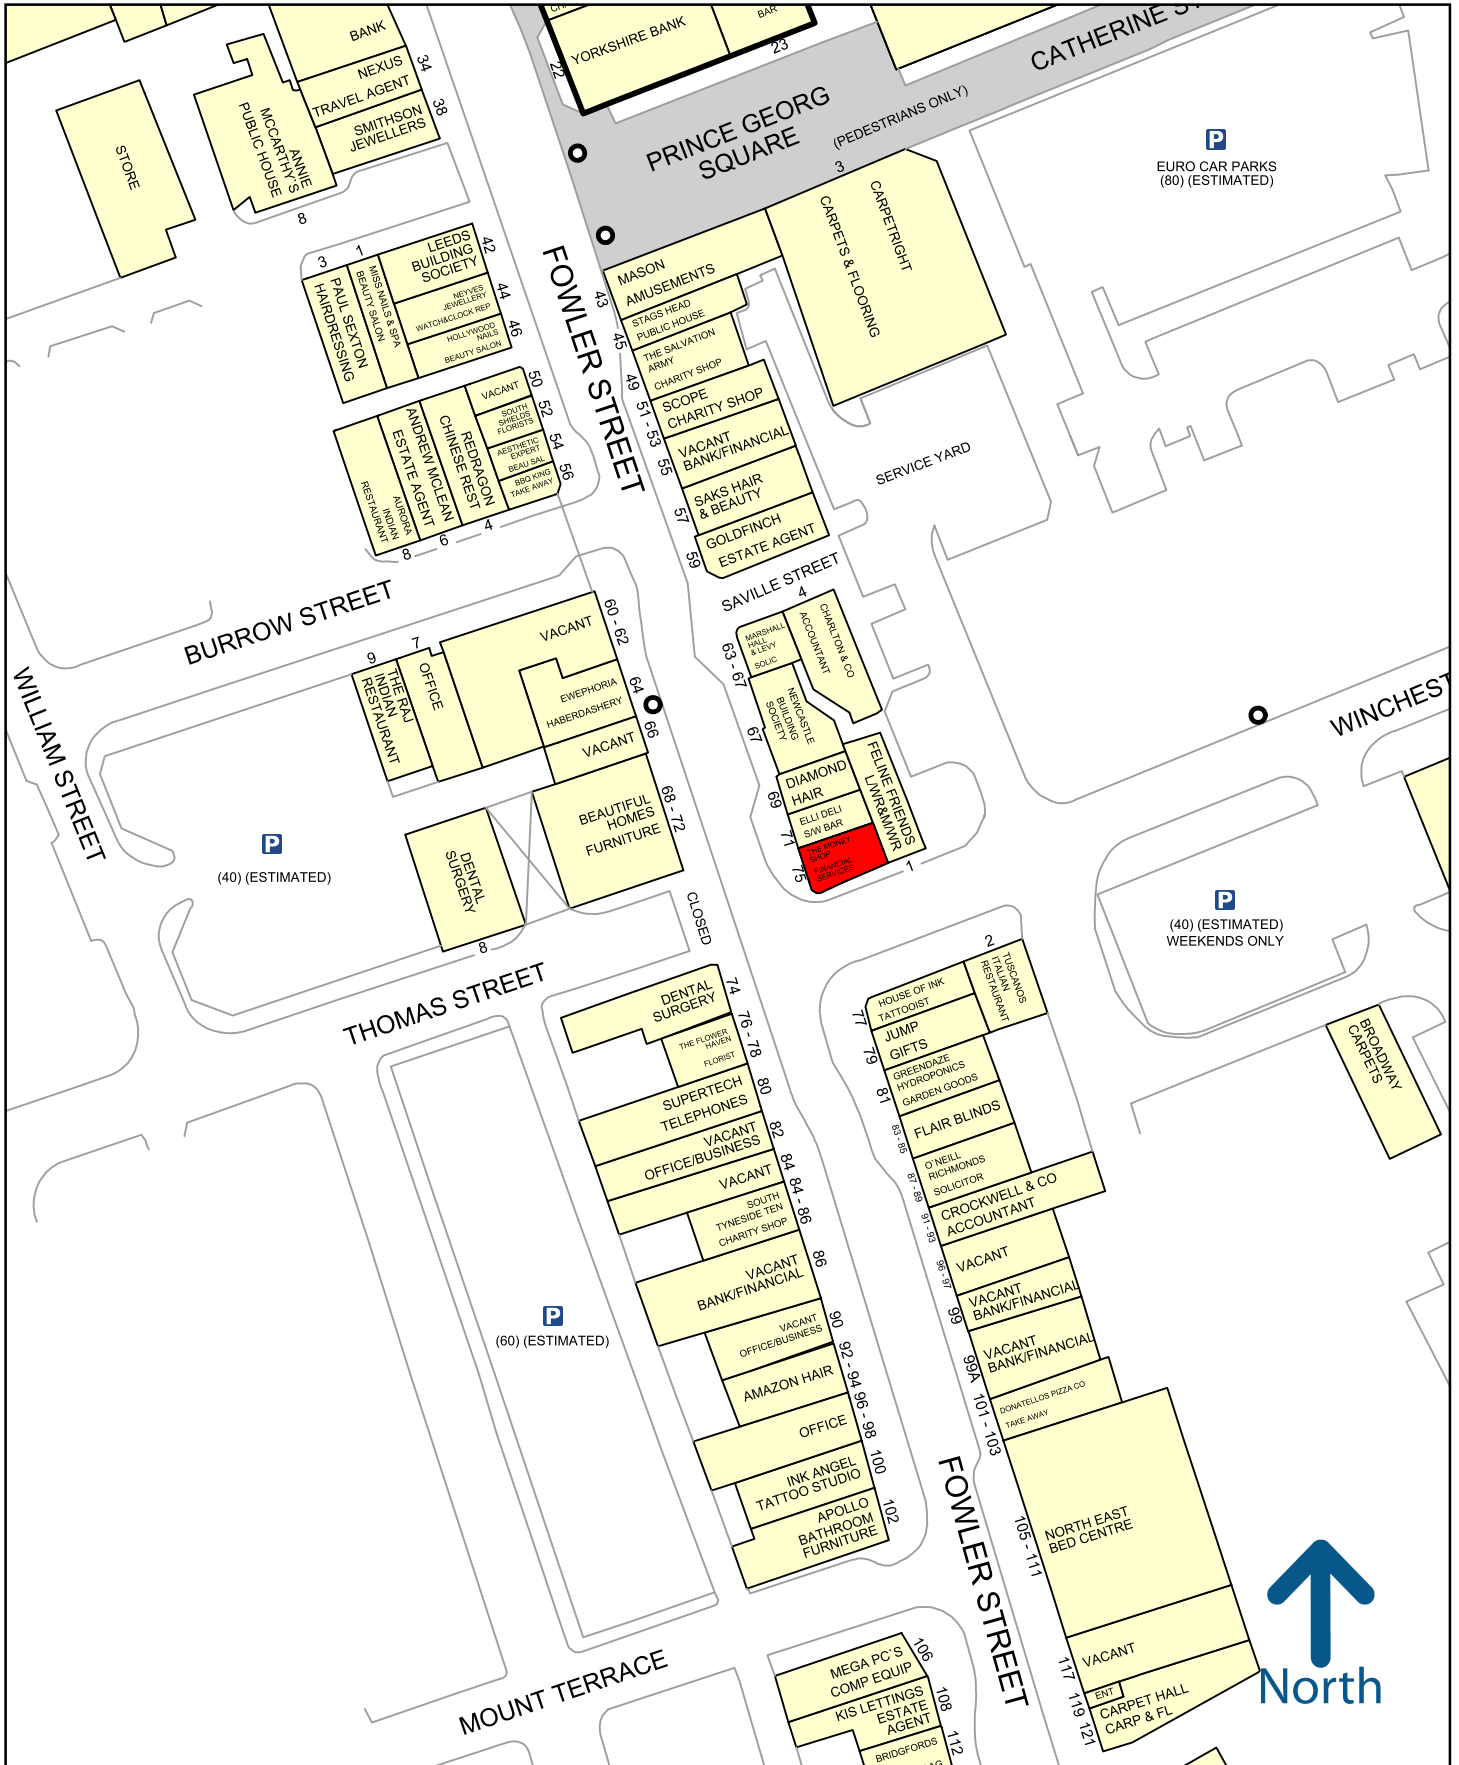 BANK
NEXUS
TRAVEL AGENT
34
SMITHSON
JEWELLERS
38
ANNIE
MCCARTHY'S
PUBLIC HOUSE
8
STORE
YORKSHIRE BANK
22
BAR
23
PRINCE GEORG
SQUARE
(PEDESTRIANS ONLY)
CATHERINE
P
EURO CAR PARKS
(80) (ESTIMATED)
3
CARPETRIGHT
CARPETS & FLOORING
3
1
PAUL SEXTON
HAIRDRESSING
MISS NAILS & SPA
BEAUTY SALON
LEEDS
BUILDING
SOCIETY
42
NEYVES
JEWELLERY
WATCH&CLOCK REP
44
HOLLYWOOD
NAILS
BEAUTY SALON
46
FOWLER STREET
MASON
AMUSEMENTS
43
STAGS HEAD
PUBLIC HOUSE
45
THE SALVATION
ARMY
CHARITY SHOP
49
SCOPE
CHARITY SHOP
51 - 53
VACANT
BANK/FINANCIAL
55
SAKS HAIR
& BEAUTY
57
GOLDFINCH
ESTATE AGENT
59
SERVICE YARD
VACANT
50
SOUTH
SHIELDS
FLORISTS
52
AESTHETIC
EXPERT
BEAU SAL
54
BBQ KING
TAKE AWAY
56
REDRAGON
CHINESE REST
4
ANDREW MCLEAN
ESTATE AGENT
6
AURORA
INDIAN
RESTAURANT
8
BURROW STREET
SAVILLE STREET
WILLIAM STREET
9
THE RAJ
INDIAN
RESTAURANT
7
OFFICE
VACANT
60 - 62
EWEPHORIA
HABERDASHERY
64
VACANT
66
BEAUTIFUL
HOMES
FURNITURE
68 - 72
4
MARSHALL
HALL
& LEVY
SOLIC
63 - 67
CHARLTON & CO
ACCOUNTANT
NEWCASTLE
BUILDING
SOCIETY
67
DIAMOND
HAIR
69
ELLI DELI
S/W BAR
71
THE MONEY
SHOP
FINANCIAL
SERVICES
75
FELINE FRIENDS
L/WR&M/WR
1
WINCHEST
P
(40) (ESTIMATED)
DENTAL
SURGERY
8
CLOSED
P
(40) (ESTIMATED)
WEEKENDS ONLY
THOMAS STREET
BROADWAY
CARPETS
DENTAL
SURGERY
74
THE FLOWER
HAVEN
FLORIST
76 - 78
SUPERTECH
TELEPHONES
80
VACANT
OFFICE/BUSINESS
82
VACANT
84
SOUTH
TYNESIDE TEN
CHARITY SHOP
84 - 86
VACANT
BANK/FINANCIAL
86
VACANT
OFFICE/BUSINESS
90
AMAZON HAIR
92 - 94
OFFICE
96 - 98
INK ANGEL
TATTOO STUDIO
100
APOLLO
BATHROOM
FURNITURE
102
2
HOUSE OF INK
TATTOOIST
77
TUSCANOS
ITALIAN
RESTAURANT
JUMP
GIFTS
79
GREENDAZE
HYDROPONICS
GARDEN GOODS
81
FLAIR BLINDS
83 - 85
O`NEILL
RICHMONDS
SOLICITOR
87 - 89
CROCKWELL & CO
ACCOUNTANT
91 - 93
VACANT
96 - 97
VACANT
BANK/FINANCIAL
99
VACANT
BANK/FINANCIAL
99A
DONATELLOS PIZZA CO
TAKE AWAY
101 - 103
P
(60) (ESTIMATED)
FOWLER STREET
NORTH EAST
BED CENTRE
105 - 111
VACANT
117
ENT
119
CARPET HALL
CARP & FL
121
North
MOUNT TERRACE
MEGA PC`S
COMP EQUIP
106
KIS LETTINGS
ESTATE
AGENT
108
BRIDGFORDS
112